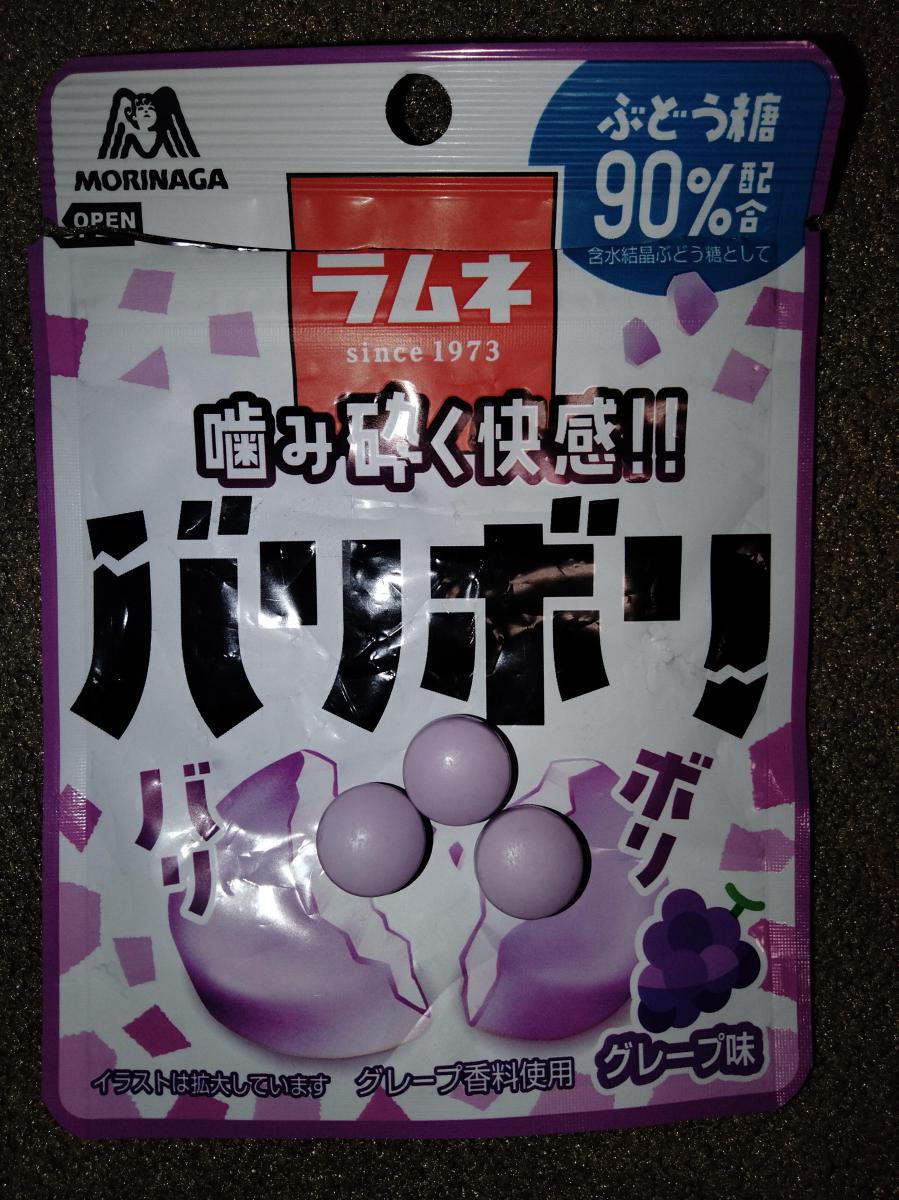 MORINAGA
OPEN
ぶどう糖
90%配合
含水結晶ぶどう糖として
ラムネ
since 1973
噛み砕く快感!!
バリボリ
バリ
ボリ
グレープ味
イラストは拡大しています
グレープ香料使用